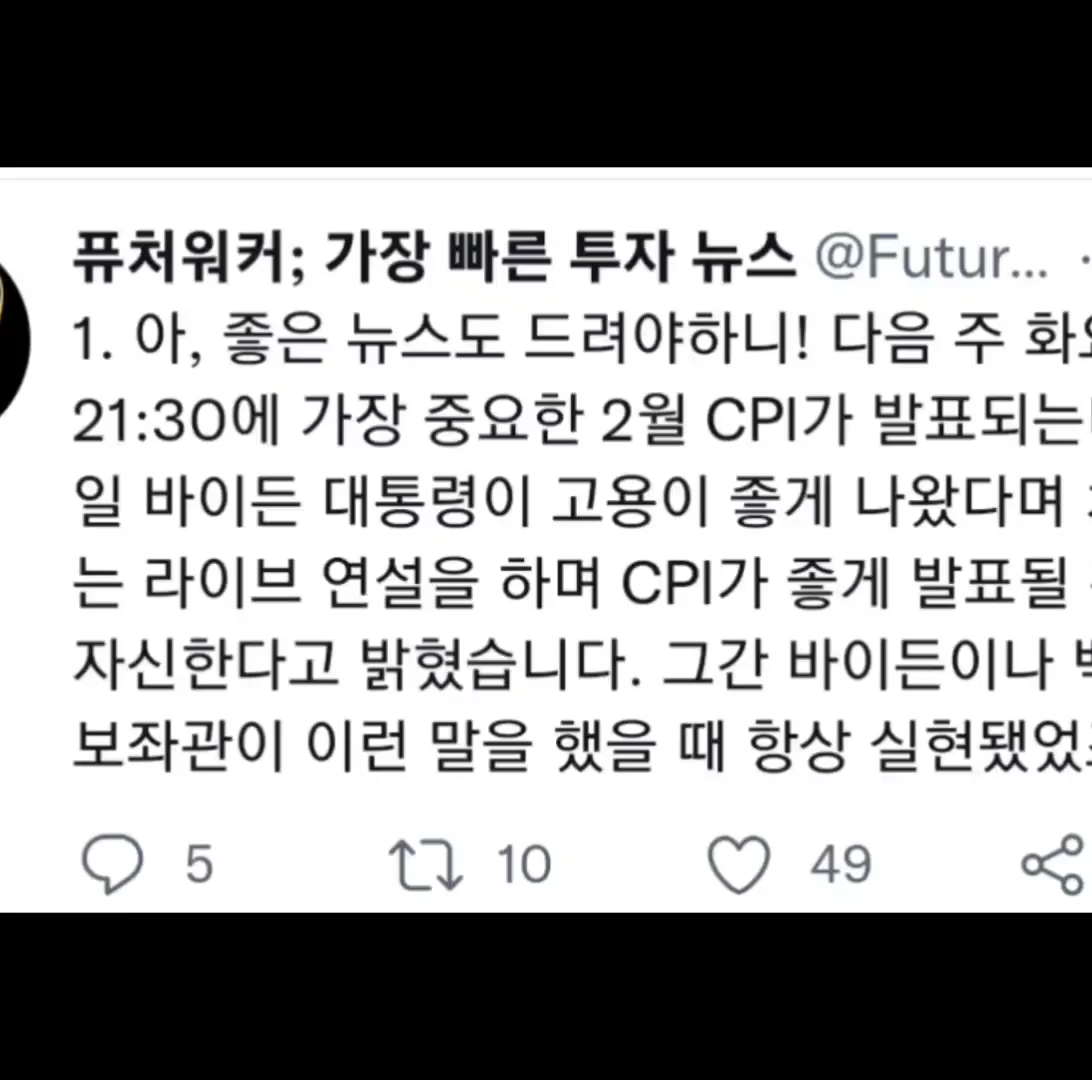 퓨처워커; 가장 빠른 투자 뉴스 @Futur... ·
1. 아, 좋은 뉴스도 드려야하니! 다음 주
21:30에 가장 중요한 2월 CPI가 발표되는
일 바이든 대통령이 고용이 좋게 나왔다며
는 라이브 연설을 하며 CPI가 좋게 발표될
자신한다고 밝혔습니다. 그간 바이든이나
보좌관이 이런 말을 했을 때 항상 실현됐었
5 10 49